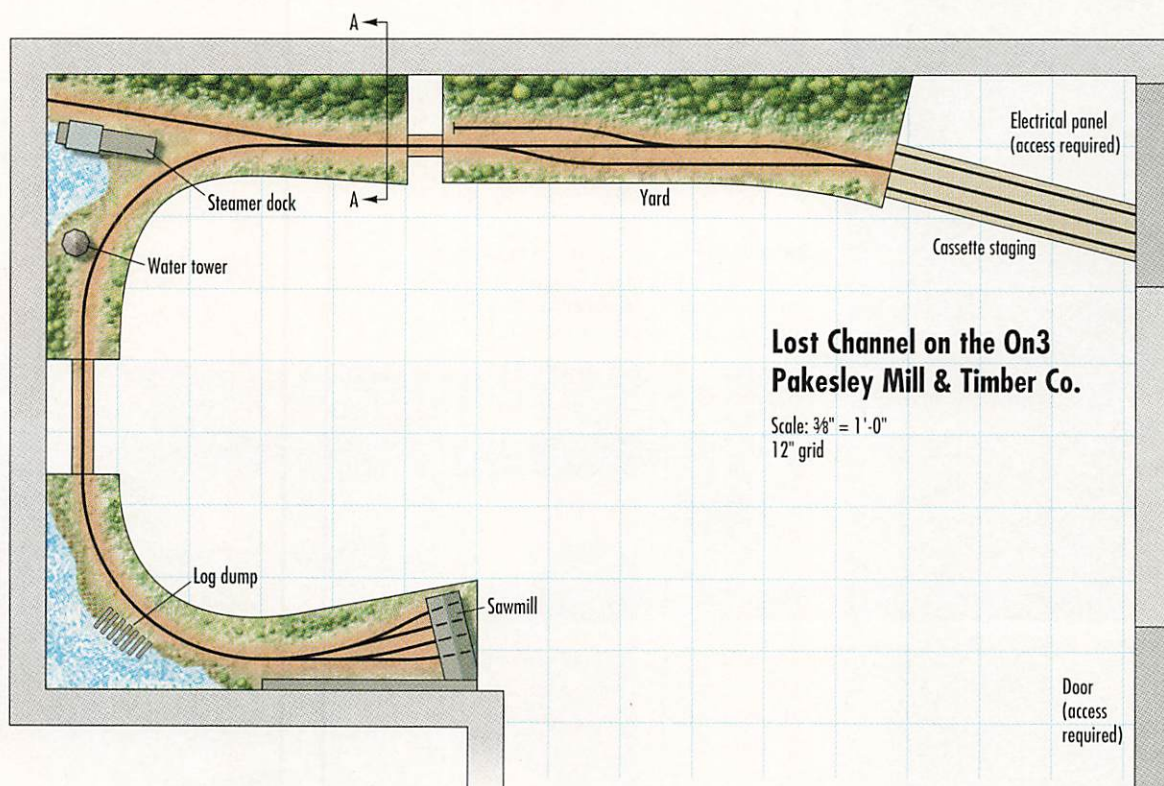 A
Electrical panel
(access required)
A
Steamer dock
Yard
Cassette staging
Water tower
Lost Channel on the On3
Pakesley Mill & Timber Co.
Scale: 3⁄8" = 1'-0"
12" grid
Log dump
Sawmill
Door
(access
required)